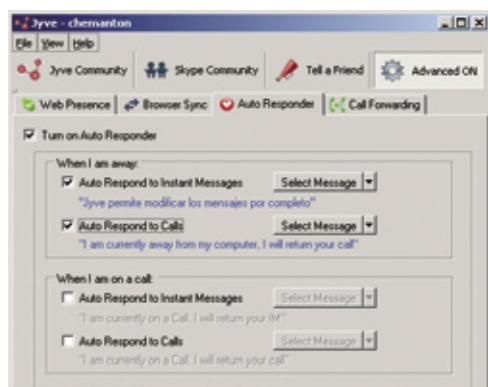 Jyve - chemanton
File View Help
Jyve Community Skype Community Tell a Friend Advanced ON
Web Presence Browser Sync Auto Responder Call Forwarding
Turn on Auto Responder
When I am away:
Auto Respond to Instant Messages Select Message
"Jyve permite modificar los mensajes por completo"
Auto Respond to Calls Select Message
"I am currently away from my computer, I will return your call"
When I am on a call:
Auto Respond to Instant Messages Select Message
"I am currently on a Call, I will return your IM"
Auto Respond to Calls Select Message
"I am currently on a Call, I will return your call"